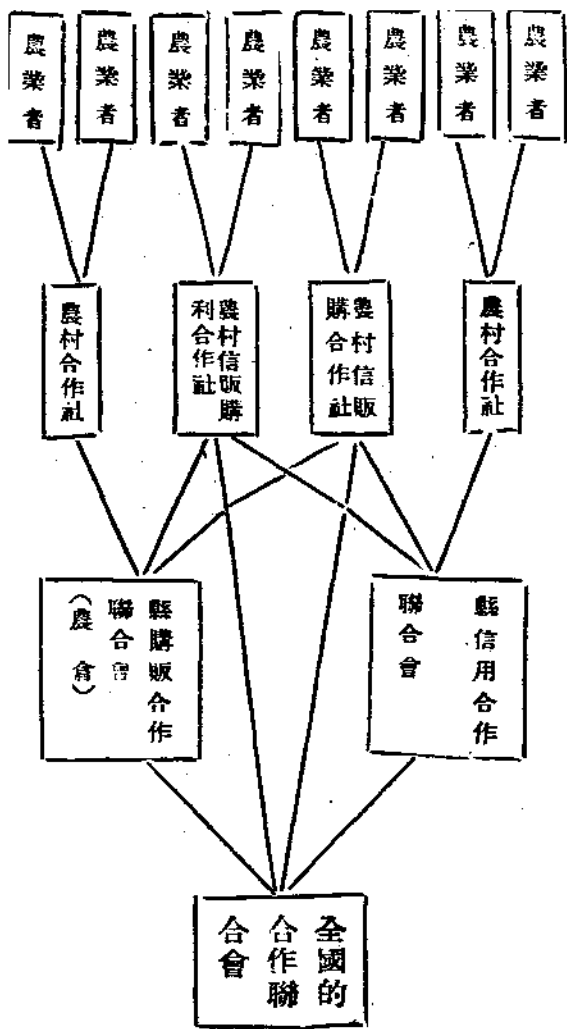 農業者
農業者
農業者
農業者
農業者
農業者
農業者
農業者
農村合作社
農村信販
購合作社
農村信販購
利合作社
農村合作社
縣信用合作
聯合會
縣購販合作
聯合會
（農倉）
全國的
合作聯
合會